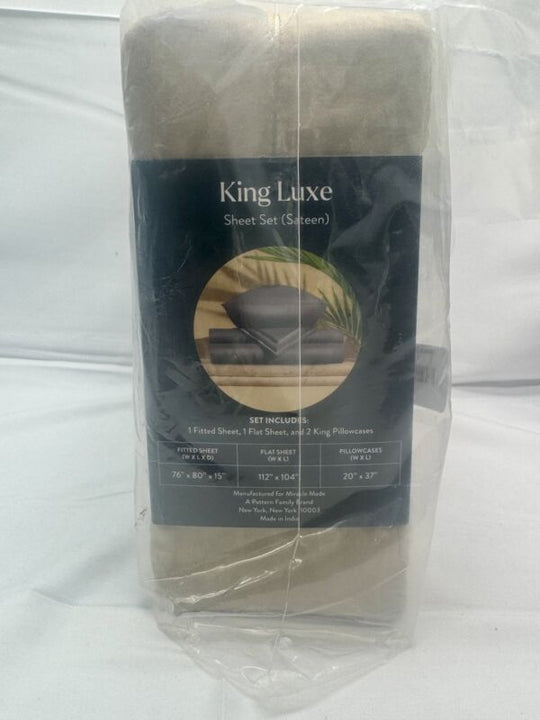 King Luxe
Sheet Set (Sateen)
SET INCLUDES:
1 Fitted Sheet, 1 Flat Sheet, and 2 King Pillowcases
FITTED SHEET FLAT SHEET PILLOWCASES
(W X L X D) (W X L) (W X L)
76" x 80" x 15" 112" x 104" 20" x 37"
Manufactured for Miracle Made
A Pattern Family Brand
New York, New York 10003
Made in India